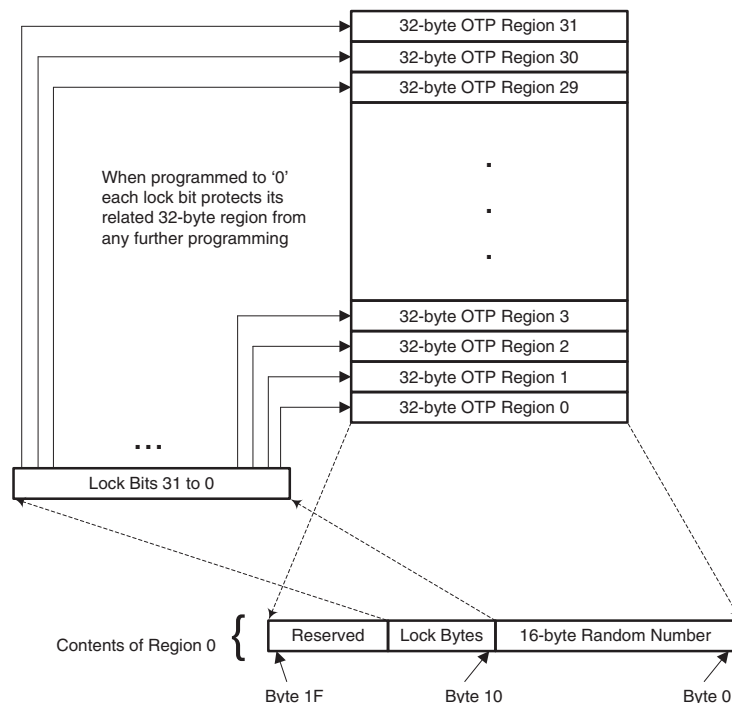 32-byte OTP Region 31
32-byte OTP Region 30
32-byte OTP Region 29
When programmed to ‘0’
each lock bit protects its
related 32-byte region from
any further programming
.
.
.
32-byte OTP Region 3
32-byte OTP Region 2
32-byte OTP Region 1
32-byte OTP Region 0
...
Lock Bits 31 to 0
Contents of Region 0 {
Reserved
Lock Bytes
16-byte Random Number
Byte 1F
Byte 10
Byte 0